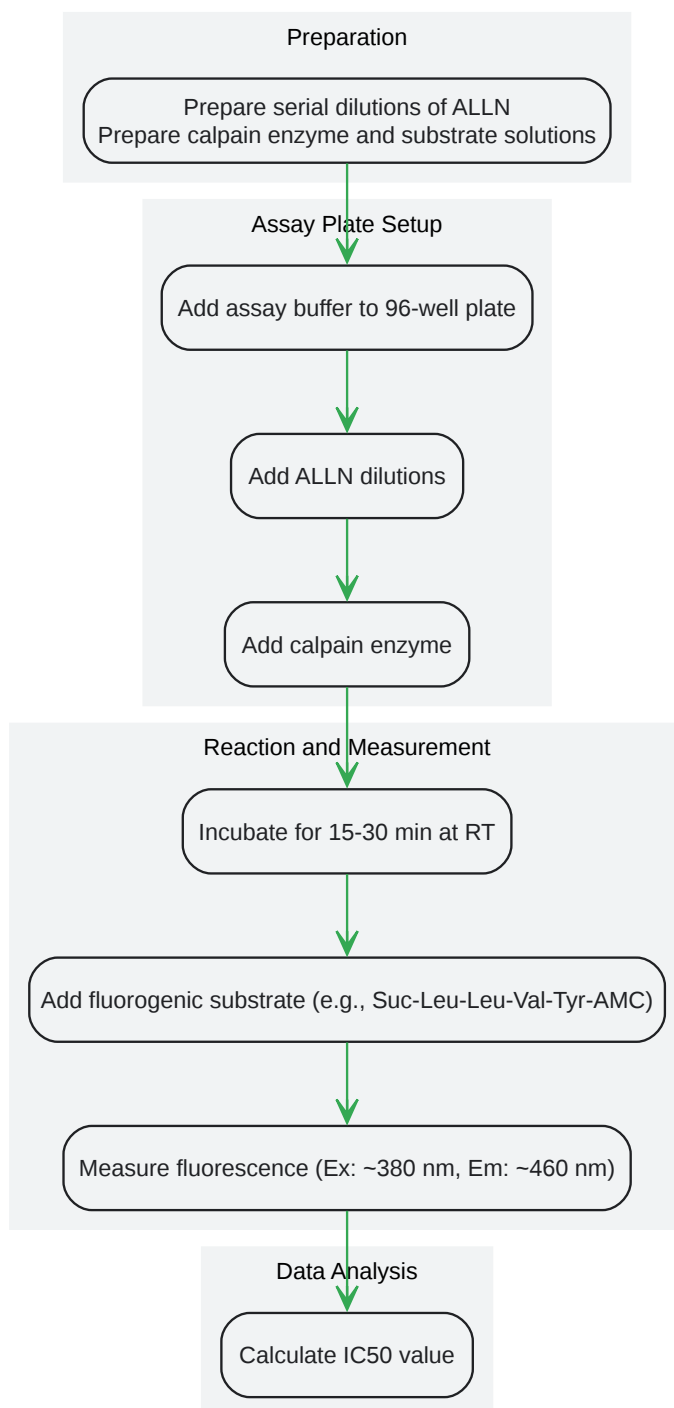 Preparation
Prepare serial dilutions of ALLN
Prepare calpain enzyme and substrate solutions
Assay Plate Setup
Add assay buffer to 96-well plate
Add ALLN dilutions
Add calpain enzyme
Reaction and Measurement
Incubate for 15-30 min at RT
Add fluorogenic substrate (e.g., Suc-Leu-Leu-Val-Tyr-AMC)
Measure fluorescence (Ex: ~380 nm, Em: ~460 nm)
Data Analysis
Calculate IC50 value